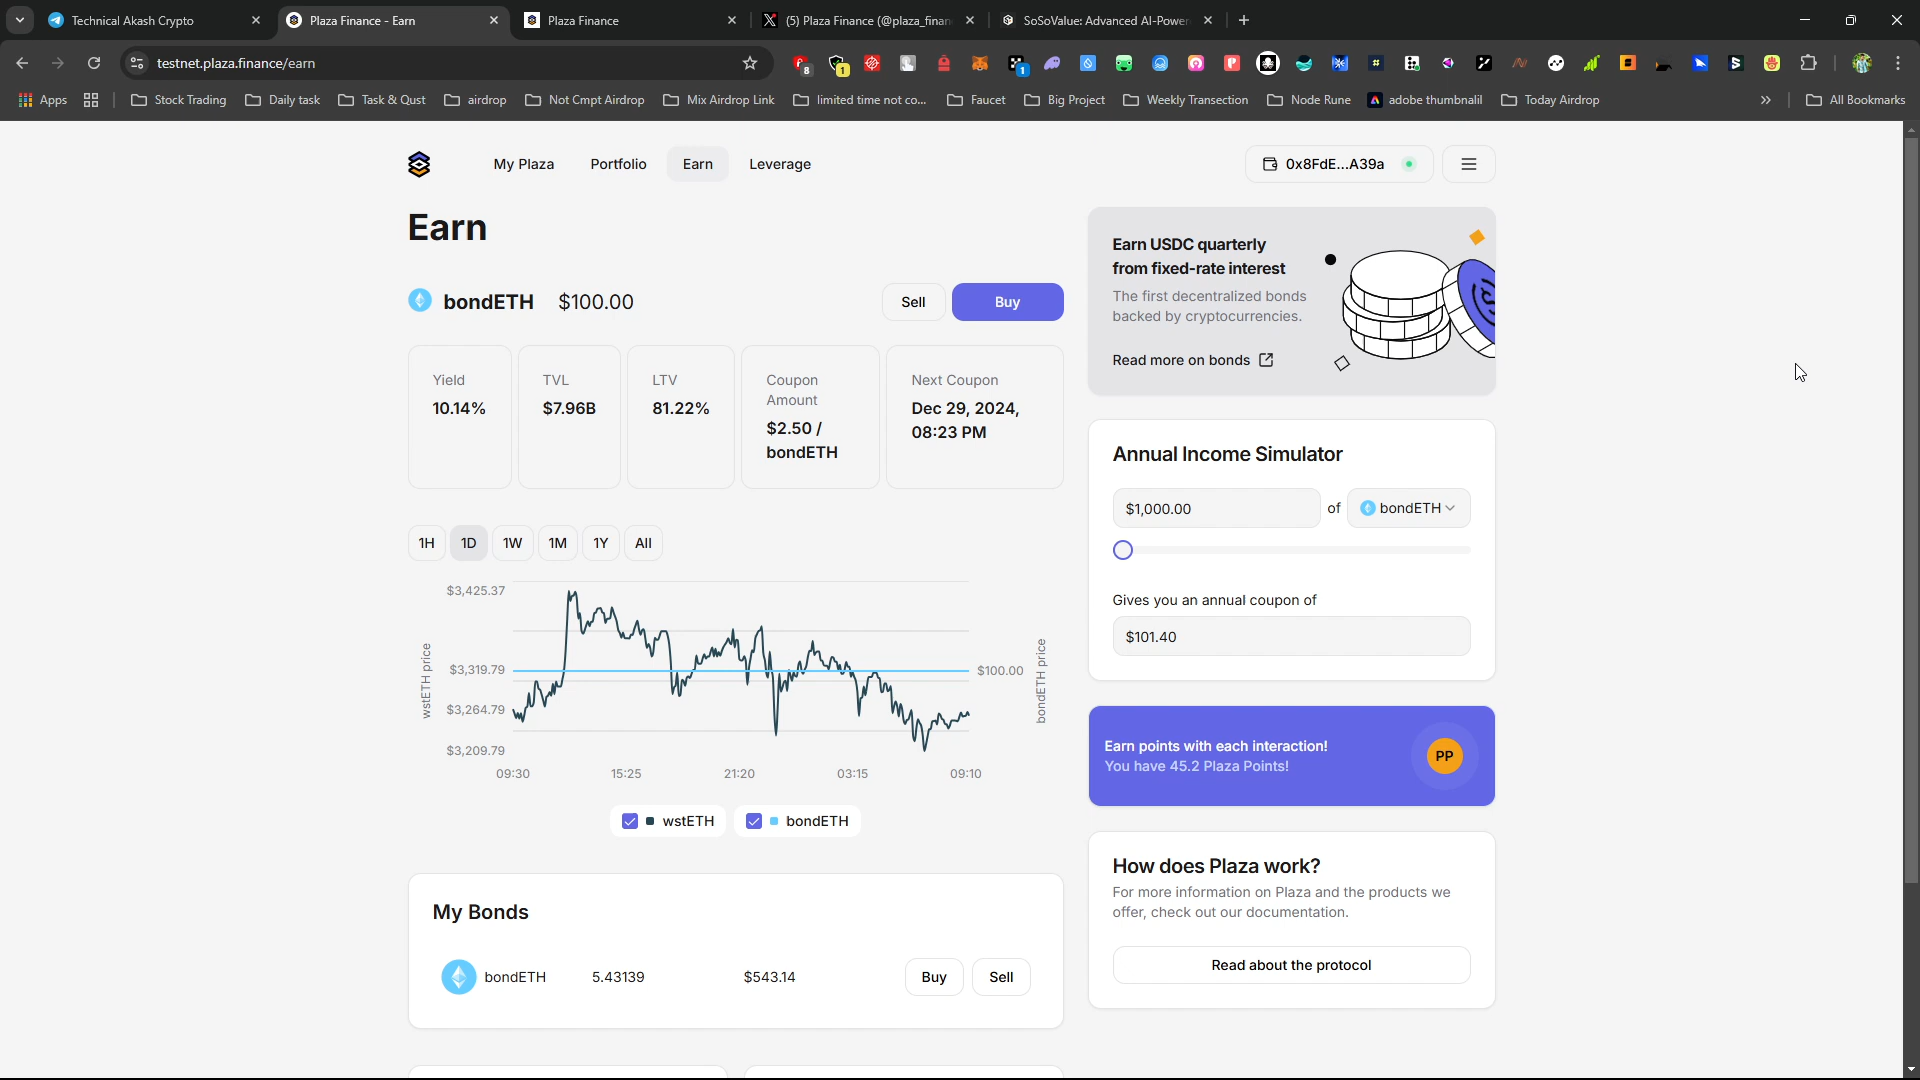 Technical Akash Crypto
Plaza Finance - Earn
Plaza Finance
(5) Plaza Finance (@plaza_finan
SoSoValue: Advanced AI-Power
testnet.plaza.finance/earn
8
1
1
Apps
Stock Trading
Daily task
Task & Qust
airdrop
Not Cmpt Airdrop
Mix Airdrop Link
limited time not co...
Faucet
Big Project
Weekly Transection
Node Rune
adobe thumbnalil
Today Airdrop
All Bookmarks
My Plaza
Portfolio
Earn
Leverage
0x8FdE...A39a
Earn
bondETH $100.00
Sell
Buy
Yield
10.14%
TVL
$7.96B
LTV
81.22%
Coupon
Amount
$2.50 /
bondETH
Next Coupon
Dec 29, 2024,
08:23 PM
1H
1D
1W
1M
1Y
All
$3,425.37
$3,319.79
$3,264.79
$3,209.79
wstETH price
$100.00
bondETH price
09:30
15:25
21:20
03:15
09:10
wstETH
bondETH
My Bonds
bondETH
5.43139
$543.14
Buy
Sell
Earn USDC quarterly
from fixed-rate interest
The first decentralized bonds
backed by cryptocurrencies.
Read more on bonds
Annual Income Simulator
$1,000.00
of
bondETH
Gives you an annual coupon of
$101.40
Earn points with each interaction!
You have 45.2 Plaza Points!
PP
How does Plaza work?
For more information on Plaza and the products we
offer, check out our documentation.
Read about the protocol